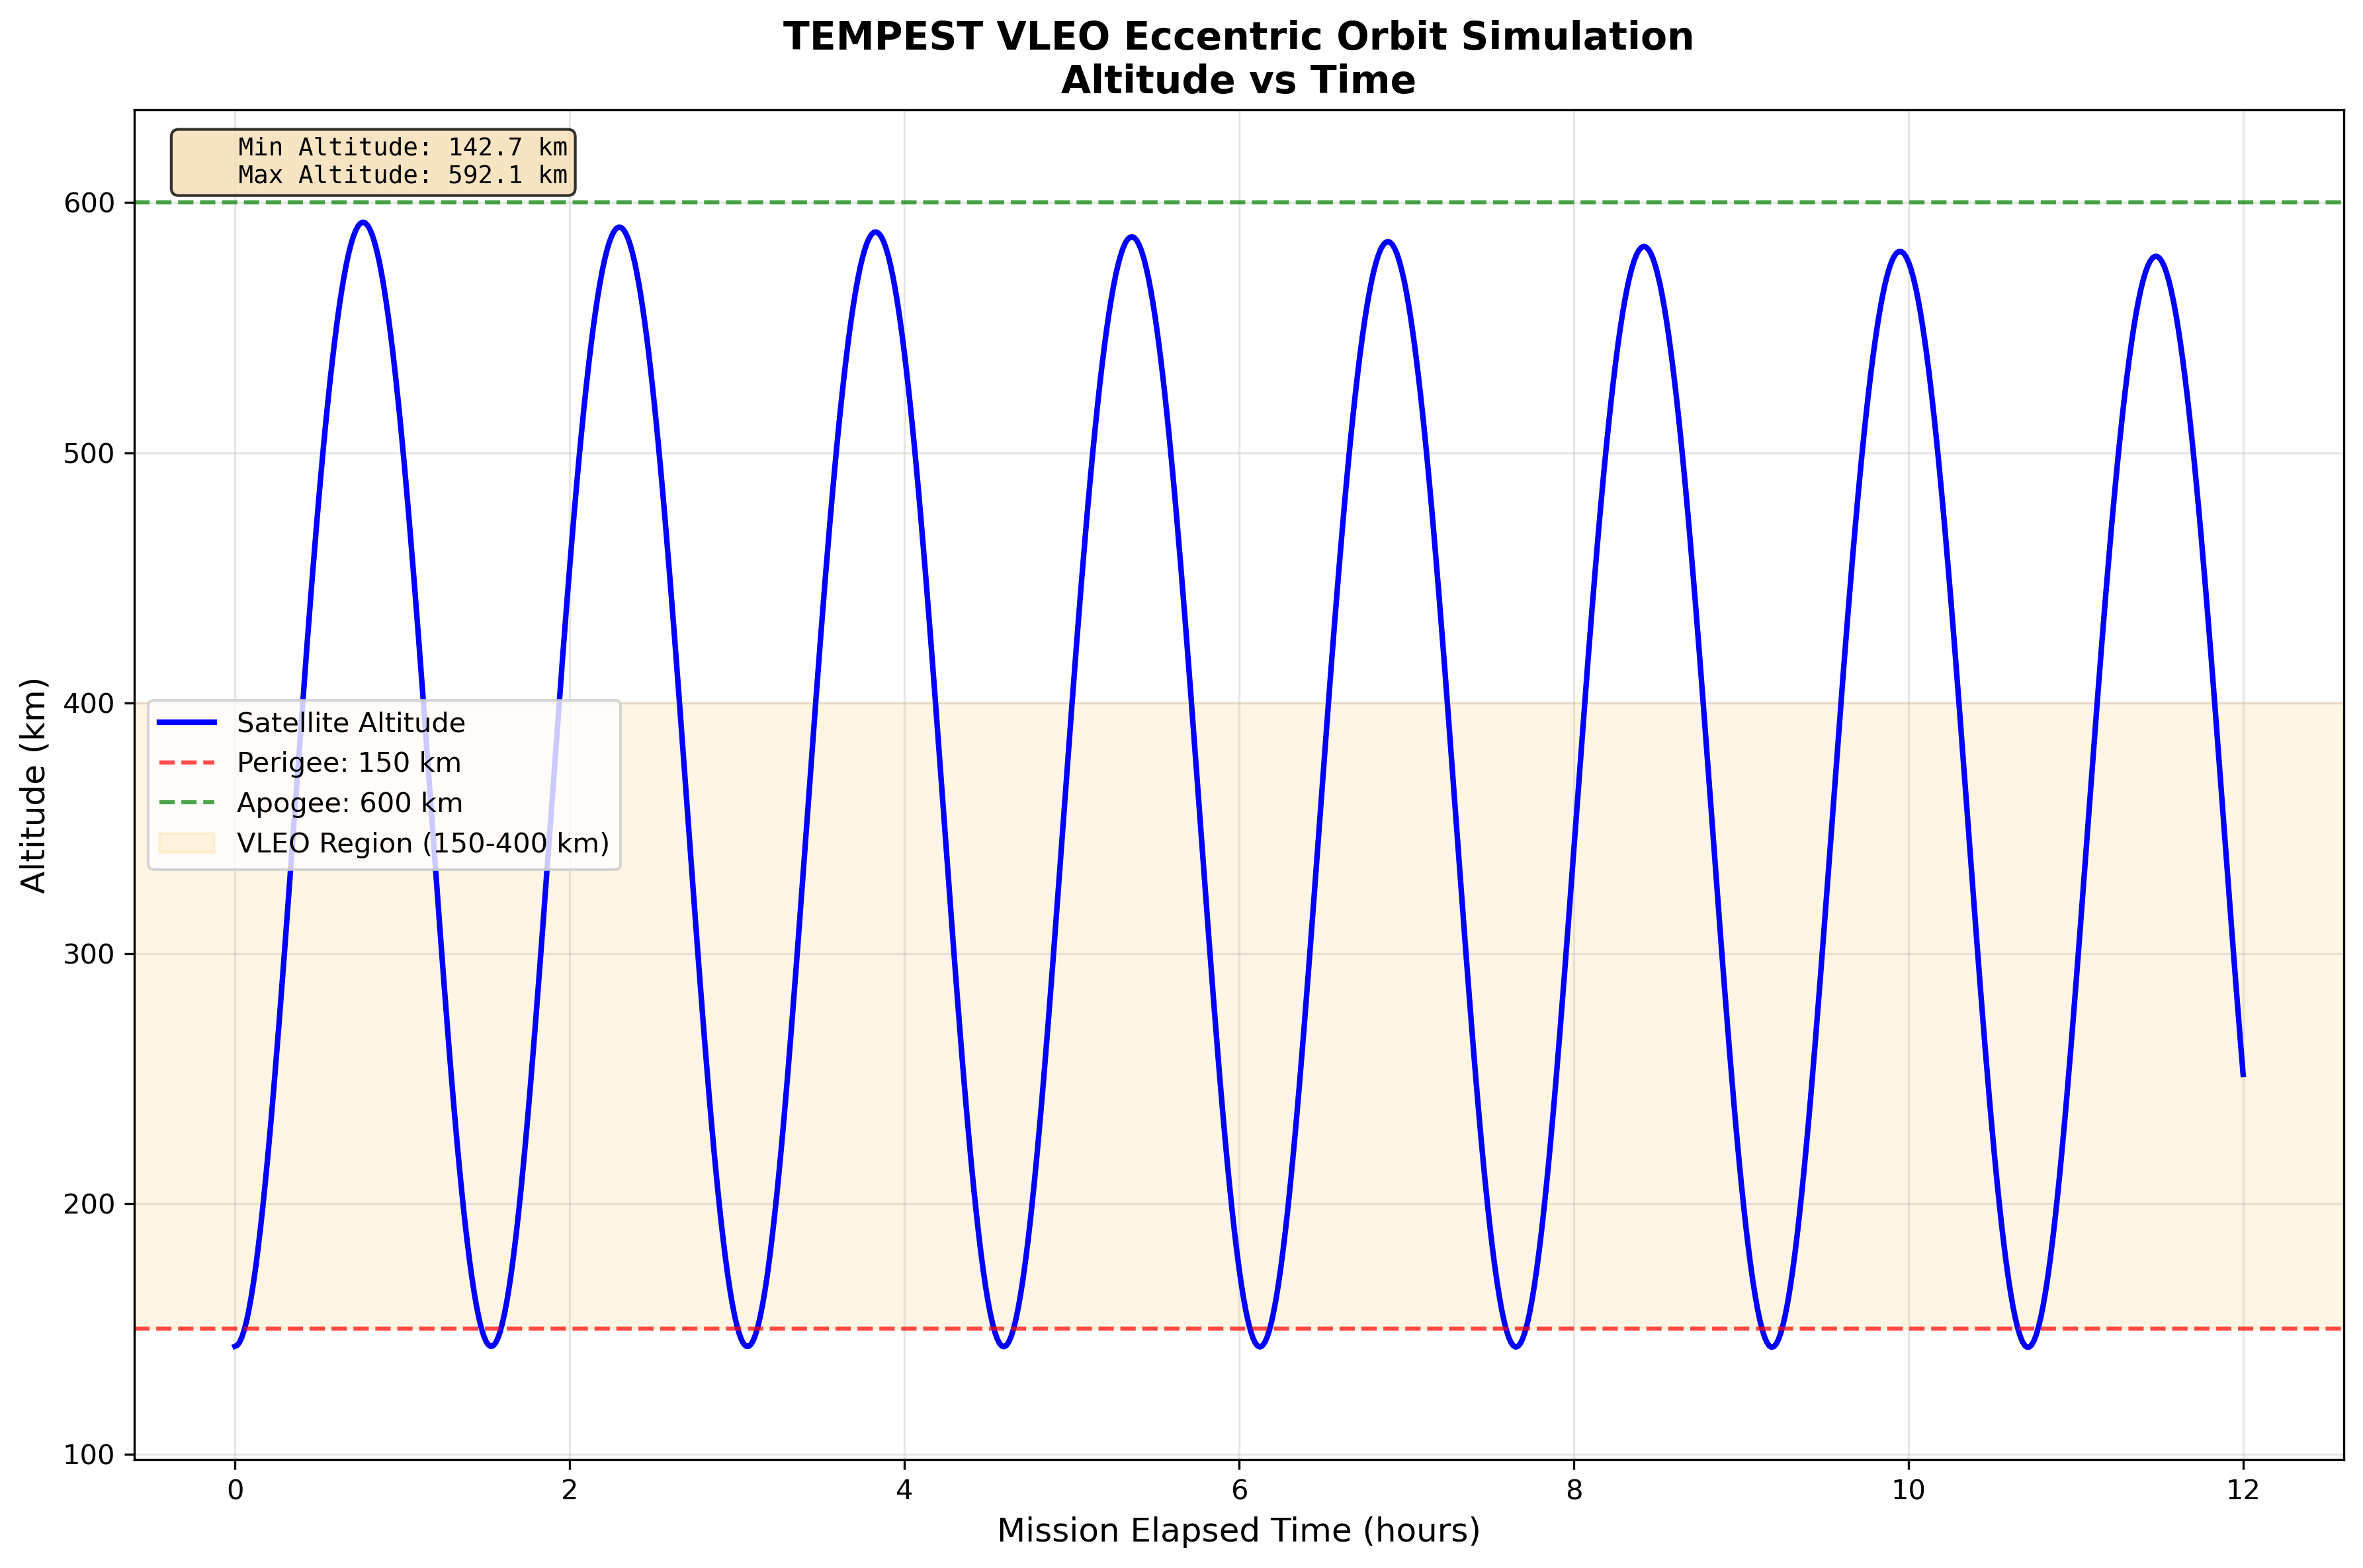 TEMPEST VLEO Eccentric Orbit Simulation
Altitude vs Time
Min Altitude: 142.7 km
Max Altitude: 592.1 km
600
500
400
300
200
100
Altitude (km)
Satellite Altitude
Perigee: 150 km
Apogee: 600 km
VLEO Region (150-400 km)
0 2 4 6 8 10 12
Mission Elapsed Time (hours)